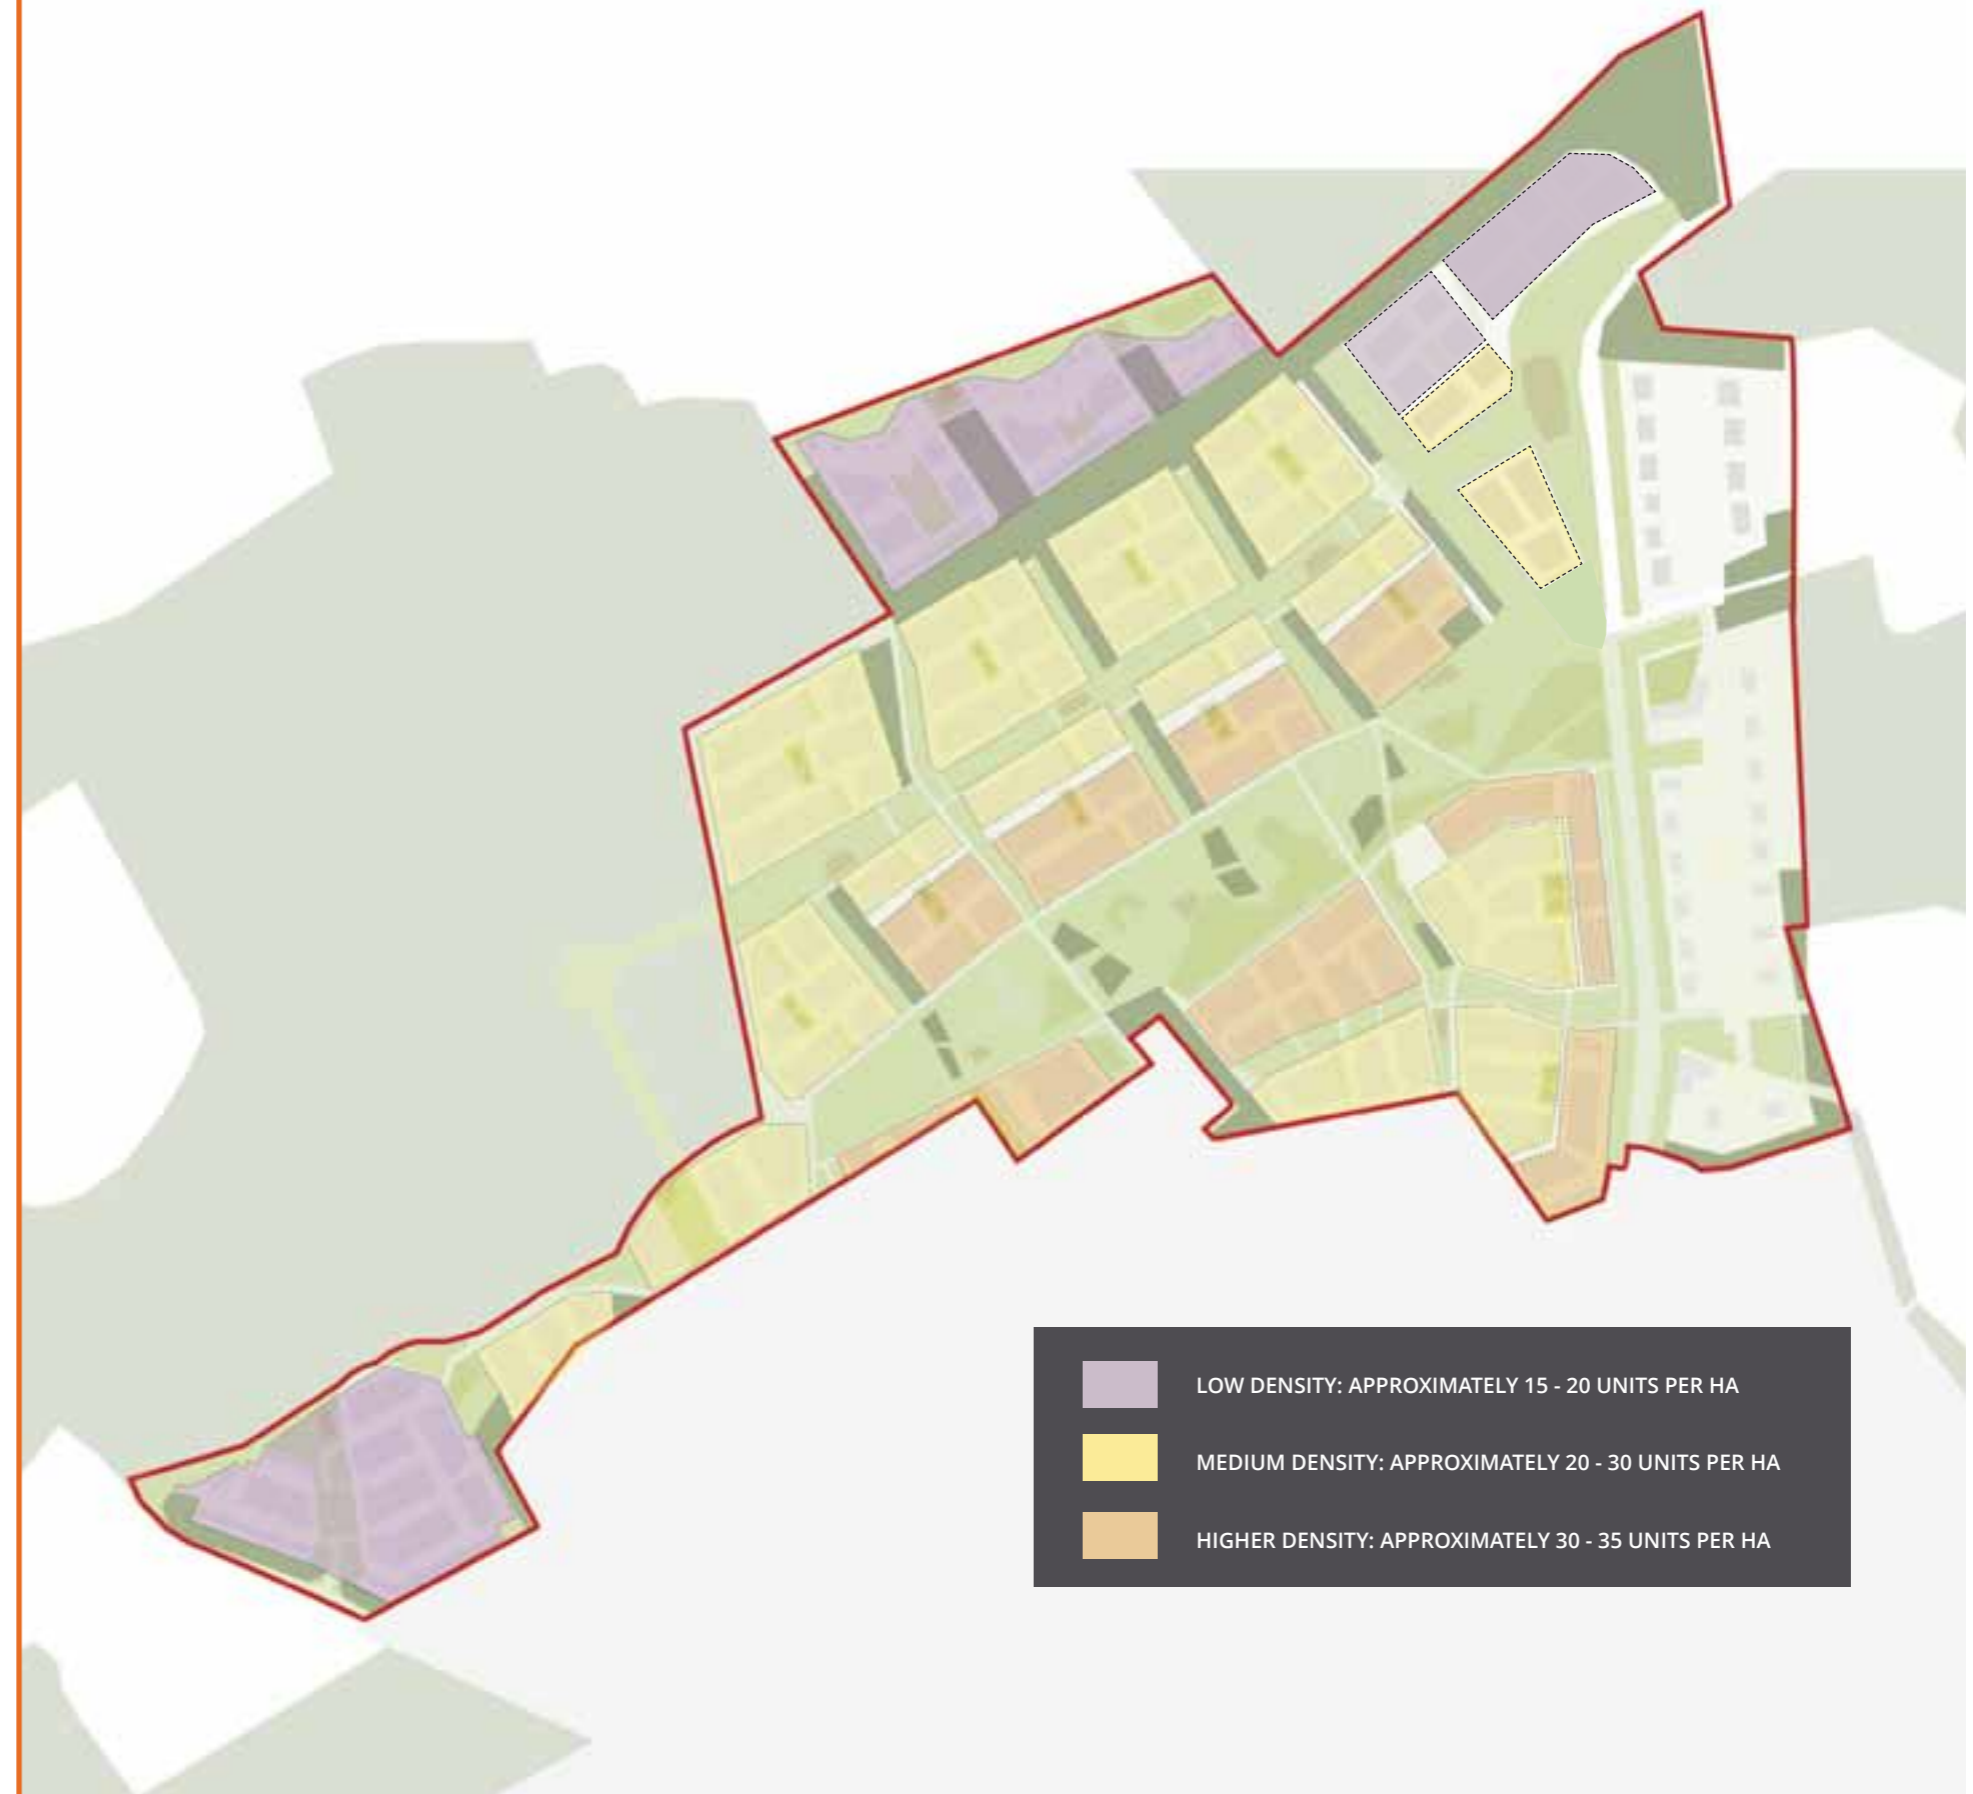 LOW DENSITY: APPROXIMATELY 15 - 20 UNITS PER HA
MEDIUM DENSITY: APPROXIMATELY 20 - 30 UNITS PER HA
HIGHER DENSITY: APPROXIMATELY 30 - 35 UNITS PER HA